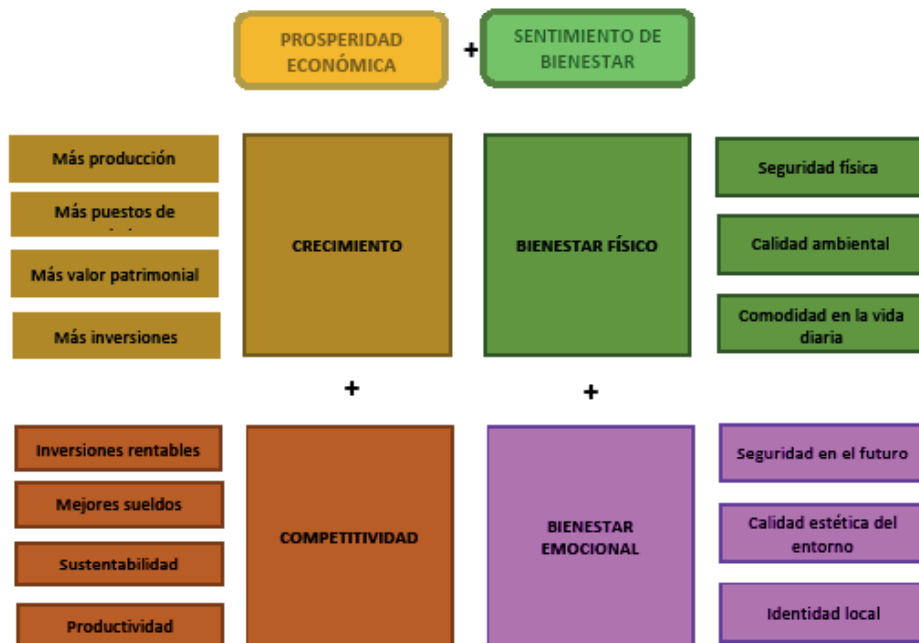 PROSPERIDAD
ECONÓMICA
+
SENTIMIENTO DE
BIENESTAR
Más producción
Más puestos de
Más valor patrimonial
Más inversiones
CRECIMIENTO
BIENESTAR FÍSICO
Seguridad física
Calidad ambiental
Comodidad en la vida
diaria
+
+
Inversiones rentables
Mejores sueldos
Sustentabilidad
Productividad
COMPETITIVIDAD
BIENESTAR
EMOCIONAL
Seguridad en el futuro
Calidad estética del
entorno
Identidad local